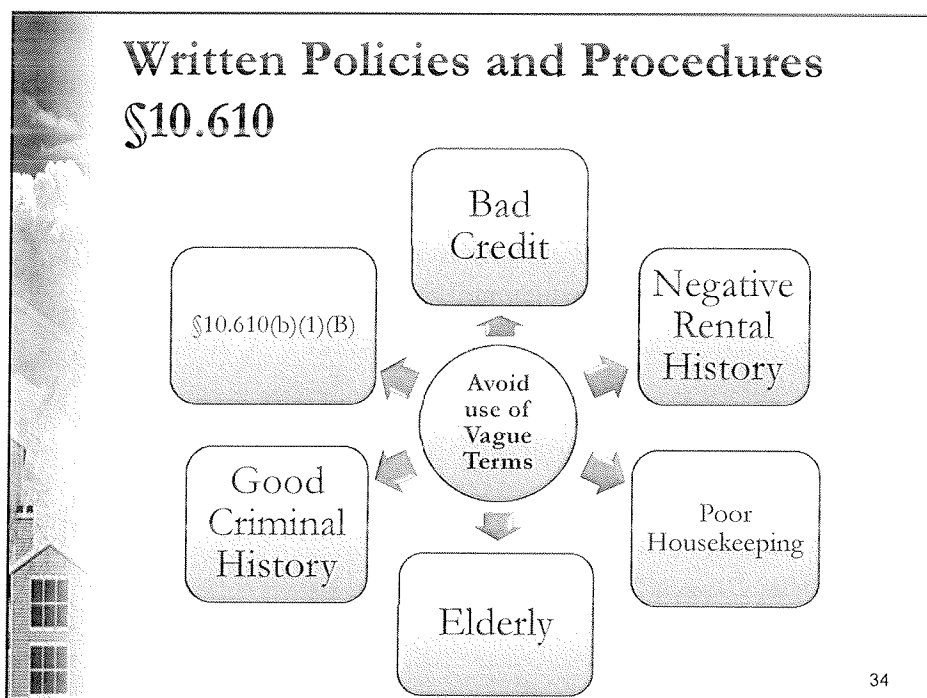 Written Policies and Procedures
§10.610
Bad
Credit
Negative
Rental
History
Poor
Housekeeping
Elderly
Good
Criminal
History
§10.610(b)(1)(B)
Avoid
use of
Vague
Terms
34